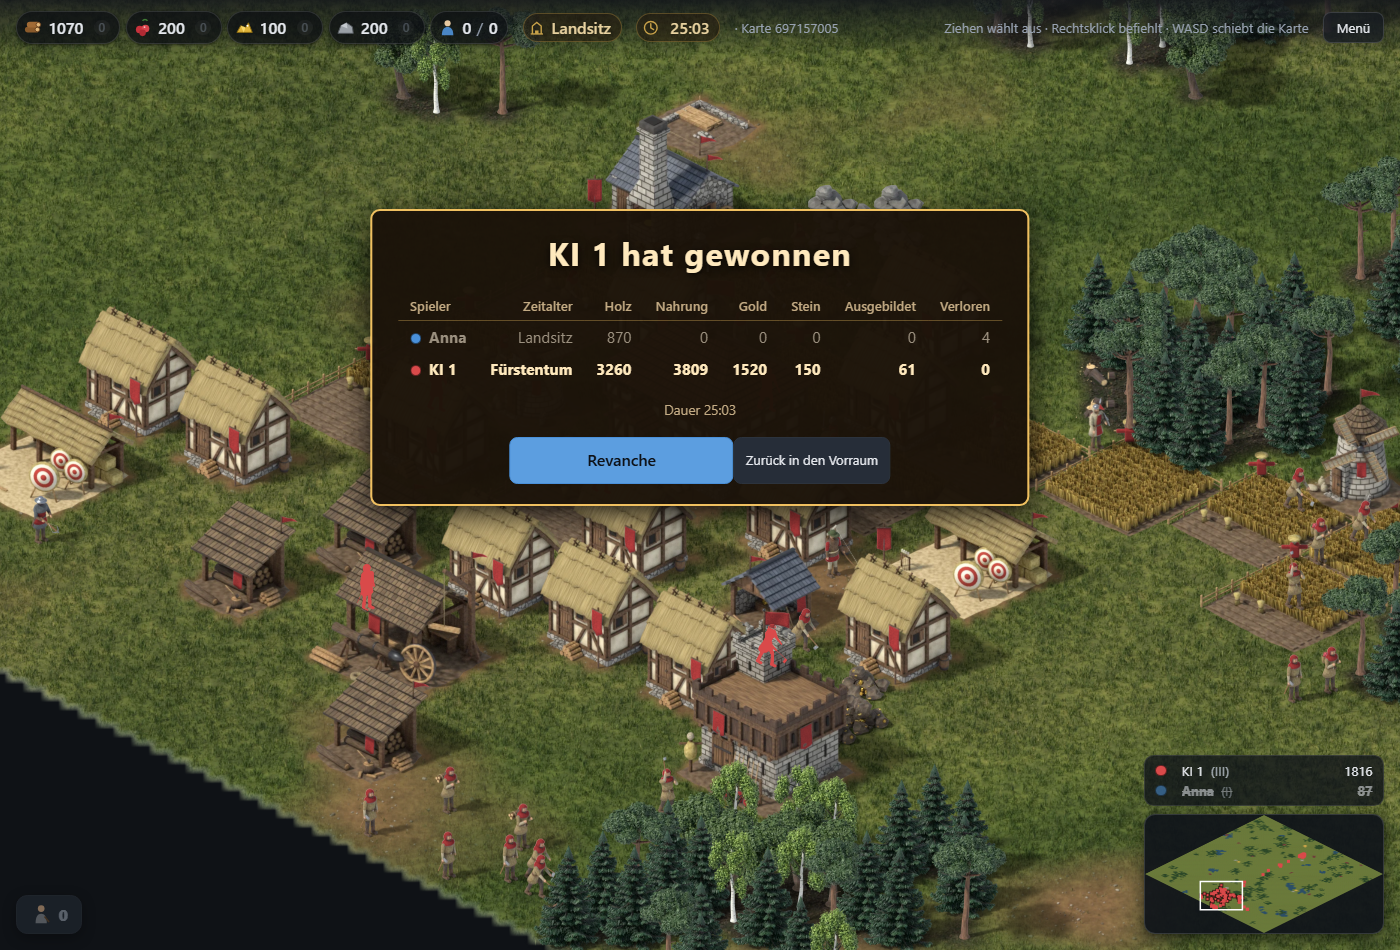 1070 0 200 0 100 0 200 0 0 / 0 Landsitz 25:03 · Karte 697157005 Ziehen wählt aus · Rechtsklick befiehlt · WASD schiebt die Karte Menü
KI 1 hat gewonnen
Spieler Zeitalter Holz Nahrung Gold Stein Ausgebildet Verloren
Anna Landsitz 870 0 0 0 0 4
KI 1 Fürstentum 3260 3809 1520 150 61 0
Dauer 25:03
Revanche Zurück in den Vorraum
KI 1 (III) 1816
Anna (I) 87
0